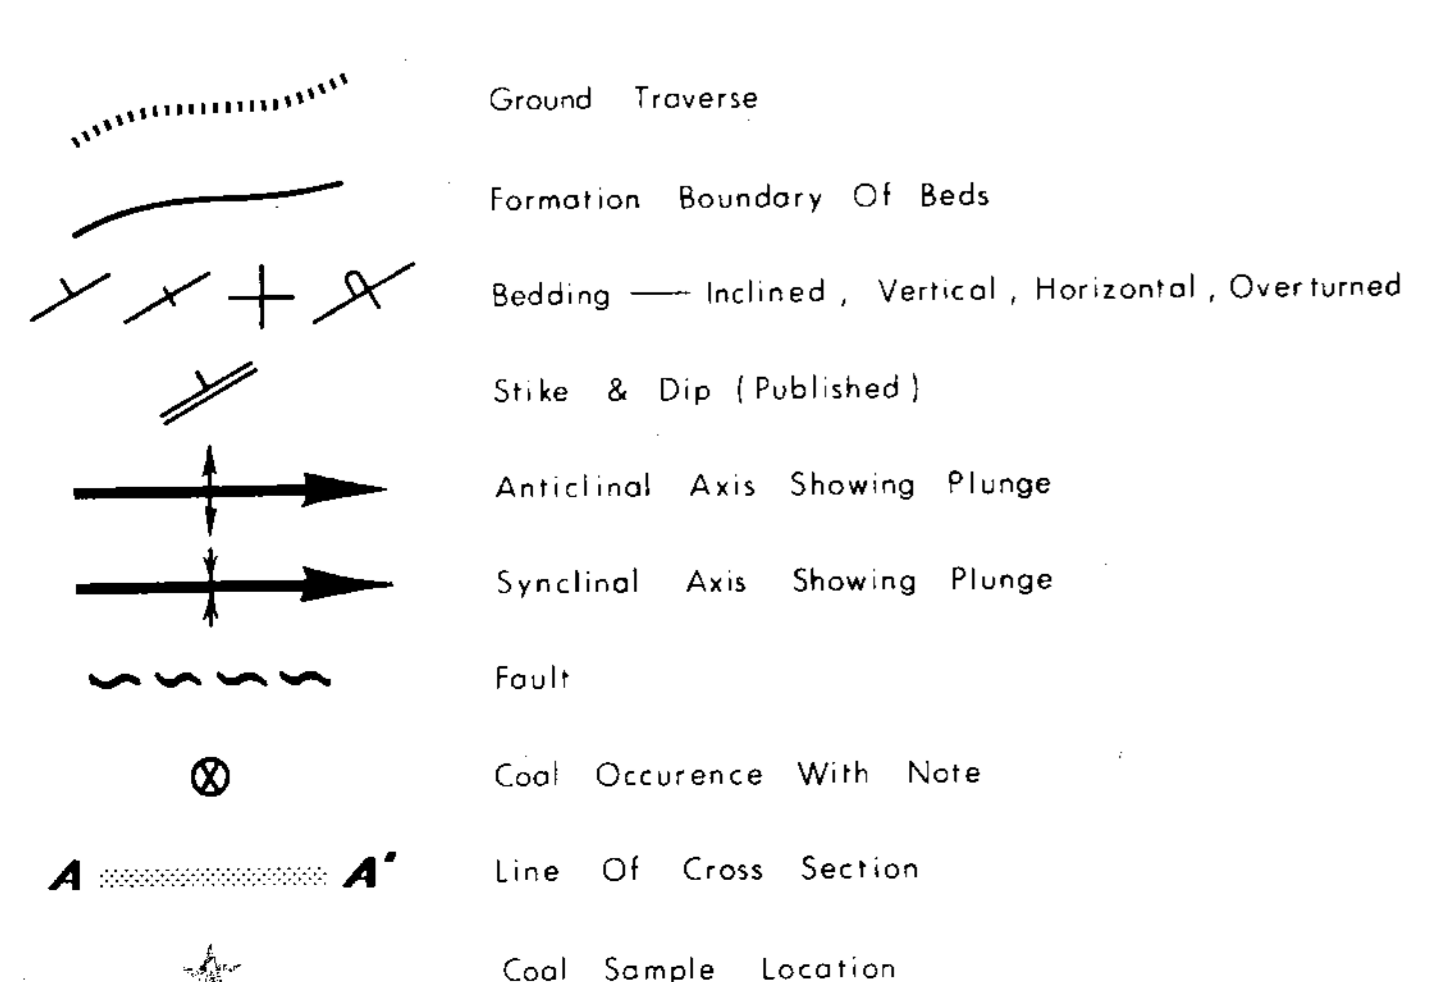 Ground Traverse
Formation Boundary Of Beds
Bedding — Inclined, Vertical, Horizontal, Overturned
Stike & Dip (Published)
Anticlinal Axis Showing Plunge
Synclinal Axis Showing Plunge
Fault
Coal Occurence With Note
A A' Line Of Cross Section
Coal Sample Location